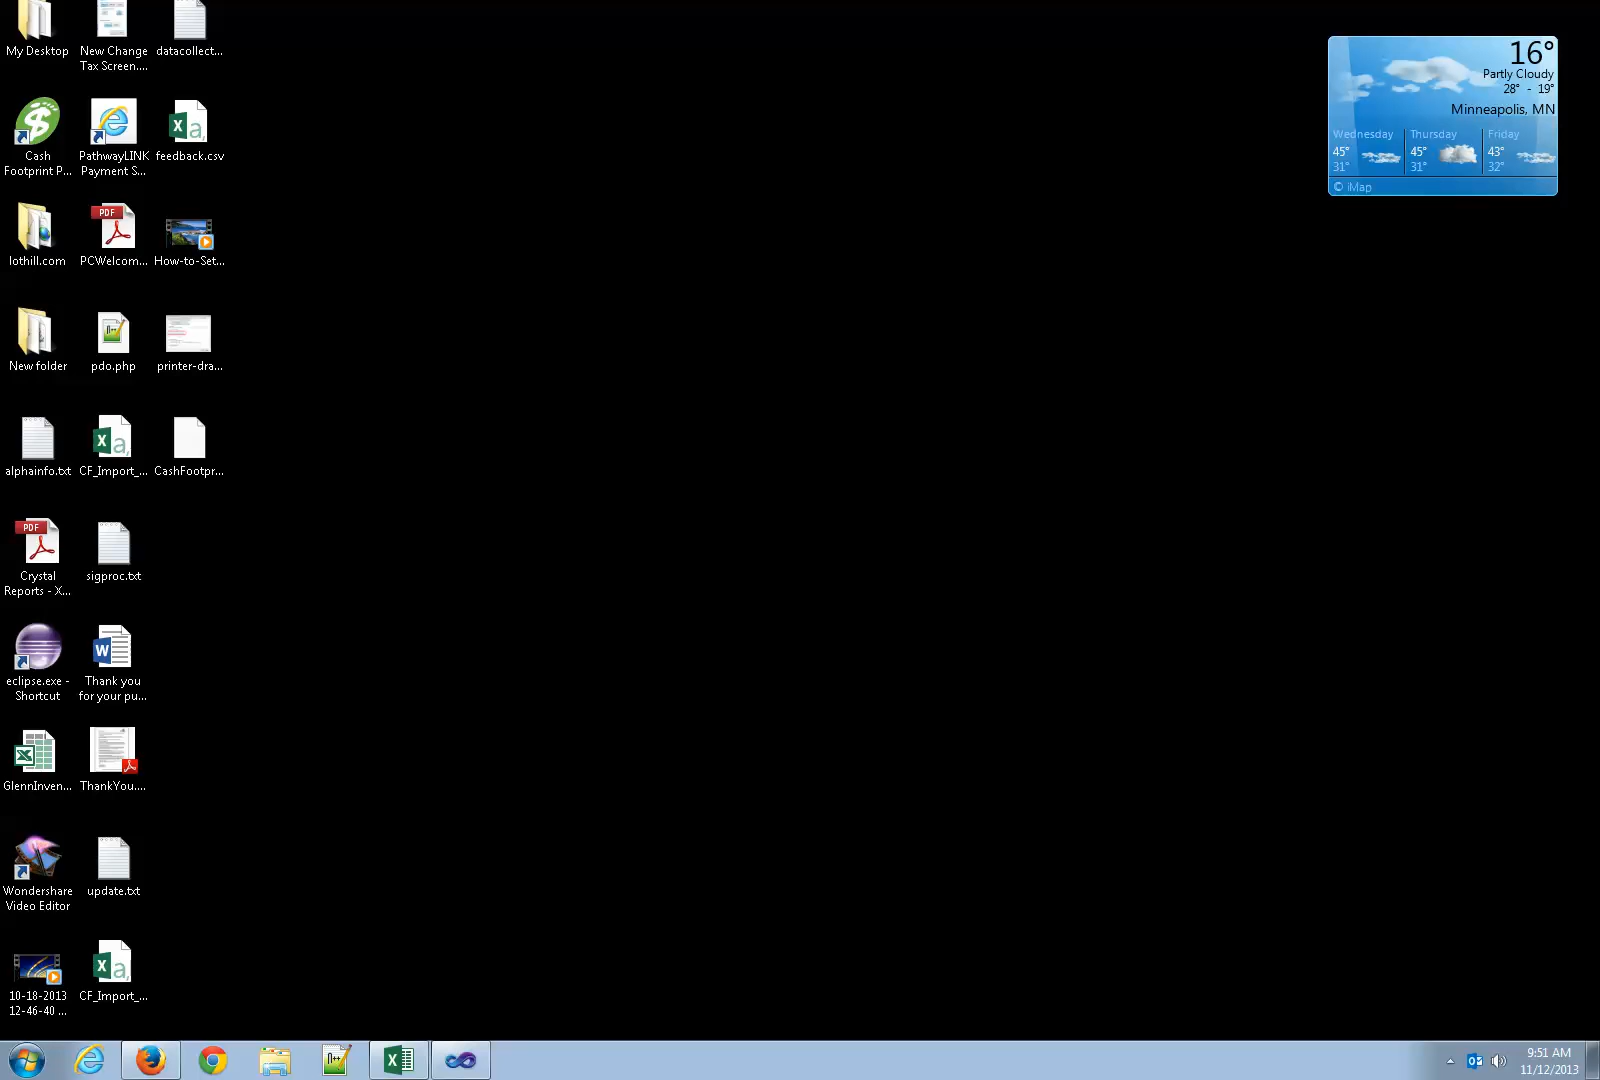 My Desktop
New Change
Tax Screen....
datacollect...
Cash
Footprint P...
PathwayLINK
Payment S...
feedback.csv
lothill.com
PDF
PCWelcom...
How-to-Set...
New folder
pdo.php
printer-dra...
alphainfo.txt
CF_Import_...
CashFootpr...
PDF
Crystal
Reports - X...
sigproc.txt
eclipse.exe -
Shortcut
Thank you
for your pu...
GlennInven...
ThankYou....
Wondershare
Video Editor
update.txt
10-18-2013
12-46-40 ...
CF_Import_...
16°
Partly Cloudy
28° - 19°
Minneapolis, MN
Wednesday
45°
31°
Thursday
45°
31°
Friday
43°
32°
© iMap
9:51 AM
11/12/2013